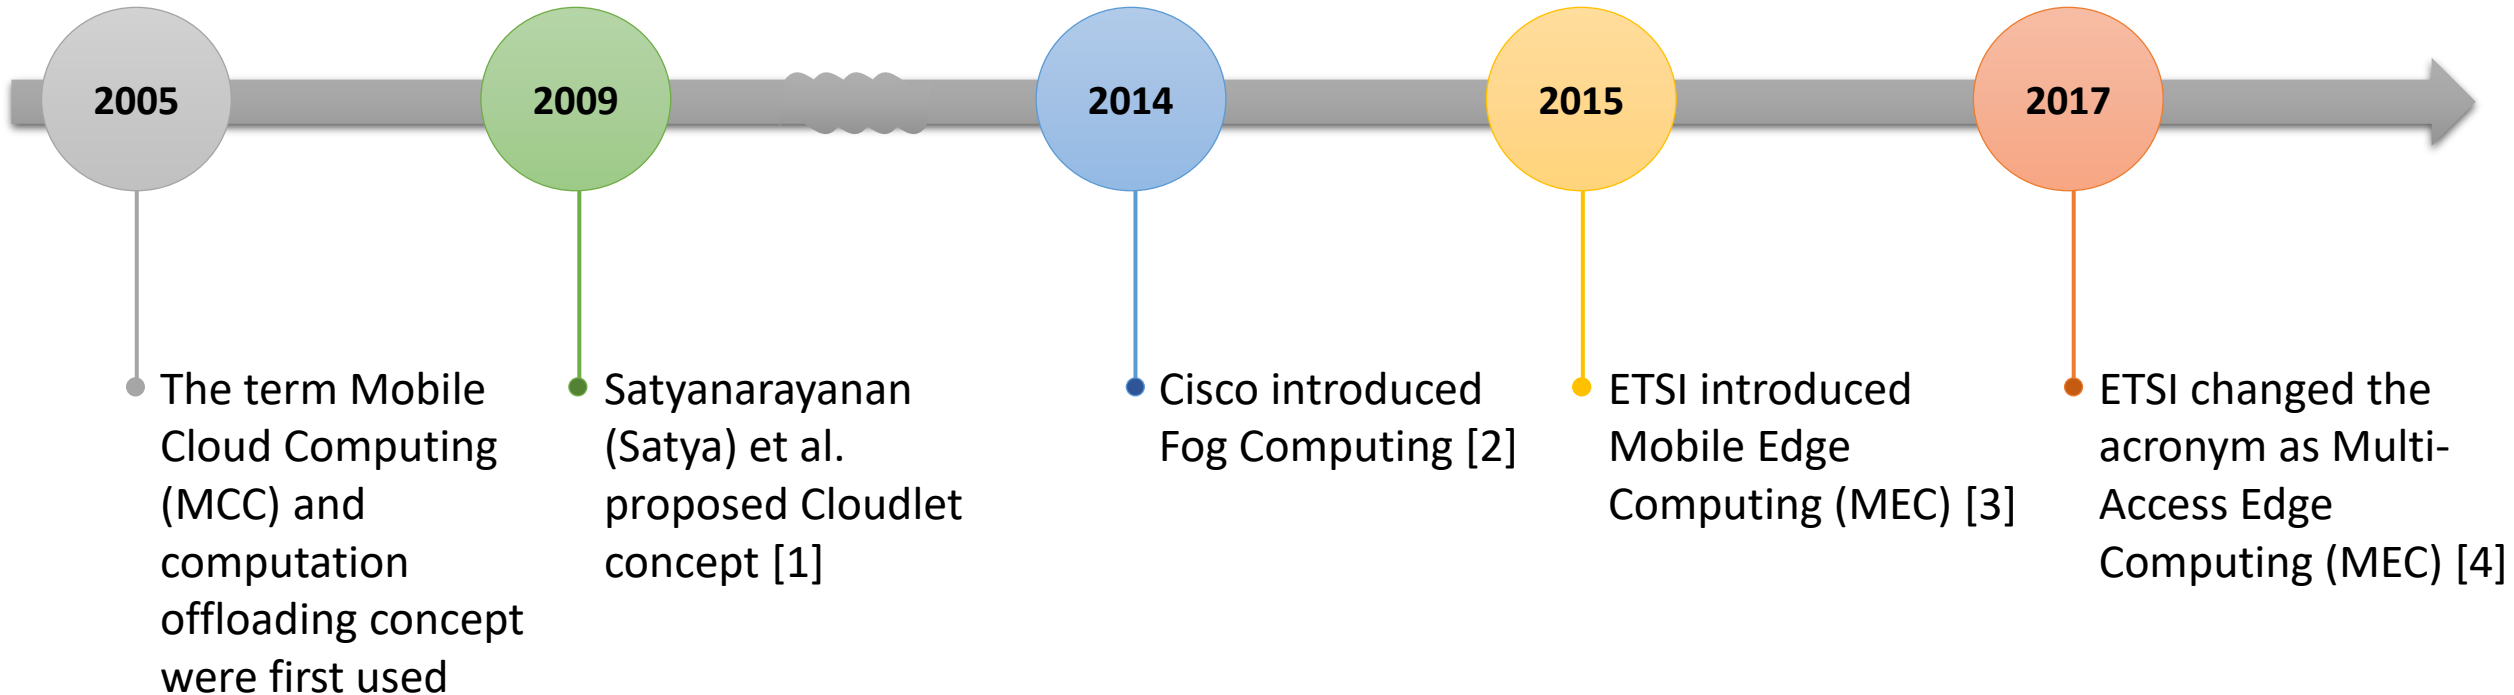 2005
2009
2014
2015
2017
The term Mobile
Cloud Computing
(MCC) and
computation
offloading concept
were first used
Satyanarayanan
(Satya) et al.
proposed Cloudlet
concept [1]
Cisco introduced
Fog Computing [2]
ETSI introduced
Mobile Edge
Computing (MEC) [3]
ETSI changed the
acronym as Multi-
Access Edge
Computing (MEC) [4]